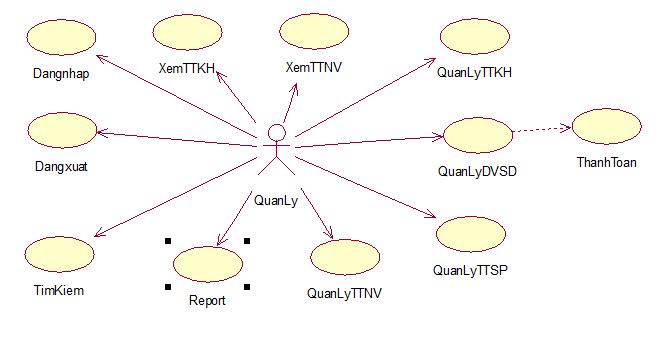 Dangnhap
XemTTKH
XemTTNV
QuanLyTTKH
Dangxuat
QuanLyDVSD
ThanhToan
QuanLy
TimKiem
Report
QuanLyTTNV
QuanLyTTSP